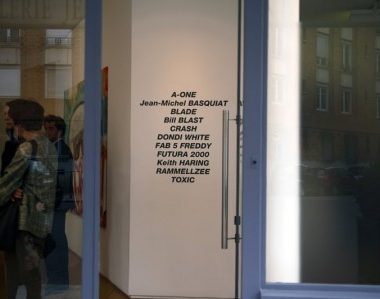 A-ONE
Jean-Michel BASQUIAT
BLADE
Bill BLAST
CRASH
DONDI WHITE
FAB 5 FREDDY
FUTURA 2000
Keith HARING
RAMMELLZEE
TOXIC